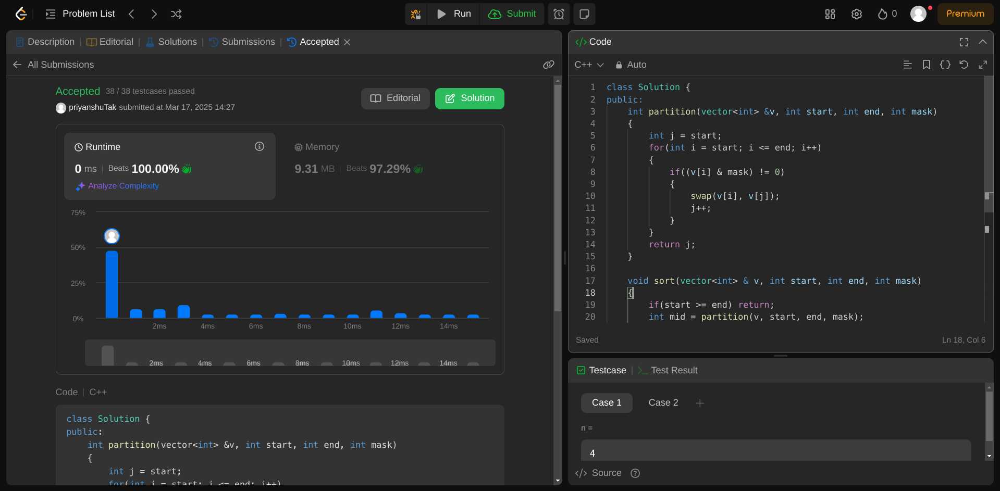 Problem List
Run
Submit
0
Premium
Description | Editorial | Solutions | Submissions | Accepted
All Submissions
Accepted 38 / 38 testcases passed
priyanshuTak submitted at Mar 17, 2025 14:27
Editorial
Solution
Runtime
0 ms | Beats 100.00%
Analyze Complexity
Memory
9.31 MB | Beats 97.29%
75%
50%
25%
0%
2ms 4ms 6ms 8ms 10ms 12ms 14ms
2ms 4ms 6ms 8ms 10ms 12ms 14ms
Code | C++
class Solution {
public:
    int partition(vector<int> &v, int start, int end, int mask)
    {
        int j = start;
        for(int i = start; i <= end; i++)
</> Code
C++ Auto
1 class Solution {
2 public:
3     int partition(vector<int> &v, int start, int end, int mask)
4     {
5         int j = start;
6         for(int i = start; i <= end; i++)
7         {
8             if((v[i] & mask) != 0)
9             {
10                 swap(v[i], v[j]);
11                 j++;
12             }
13         }
14         return j;
15     }
16
17     void sort(vector<int> & v, int start, int end, int mask)
18     {
19         if(start >= end) return;
20         int mid = partition(v, start, end, mask);
Saved
Ln 18, Col 6
Testcase | >_ Test Result
Case 1
Case 2
+
n =
4
</> Source